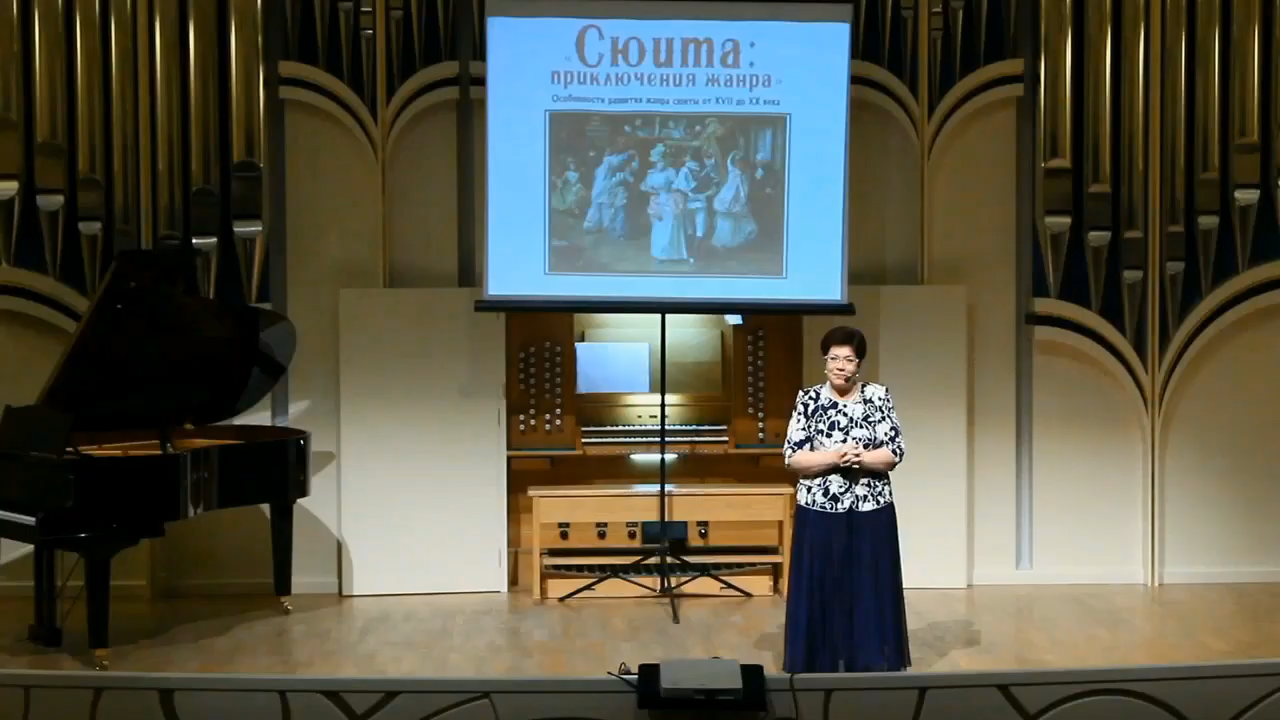 «Сюита:
приключения жанра»
Особенности развития жанра сюиты от XVII до XX века